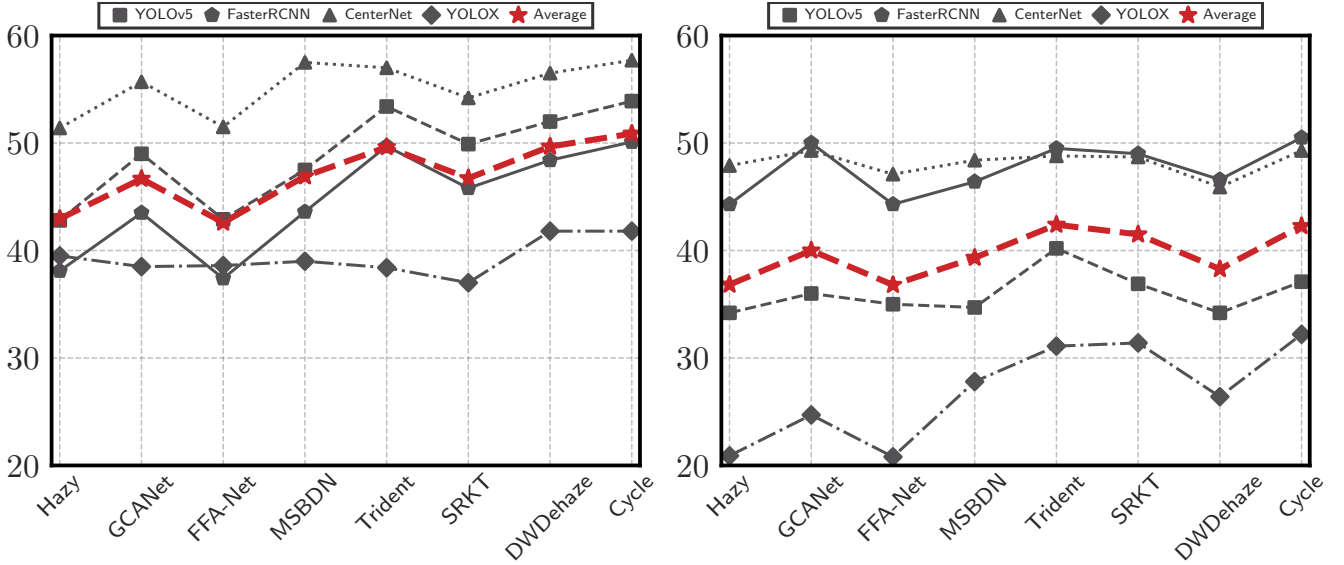 YOLOv5 FasterRCNN CenterNet YOLOX Average
60
50
40
30
20
Hazy GCANet FFA-Net MSBDN Trident SRKT DWDehaze Cycle
YOLOv5 FasterRCNN CenterNet YOLOX Average
60
50
40
30
20
Hazy GCANet FFA-Net MSBDN Trident SRKT DWDehaze Cycle